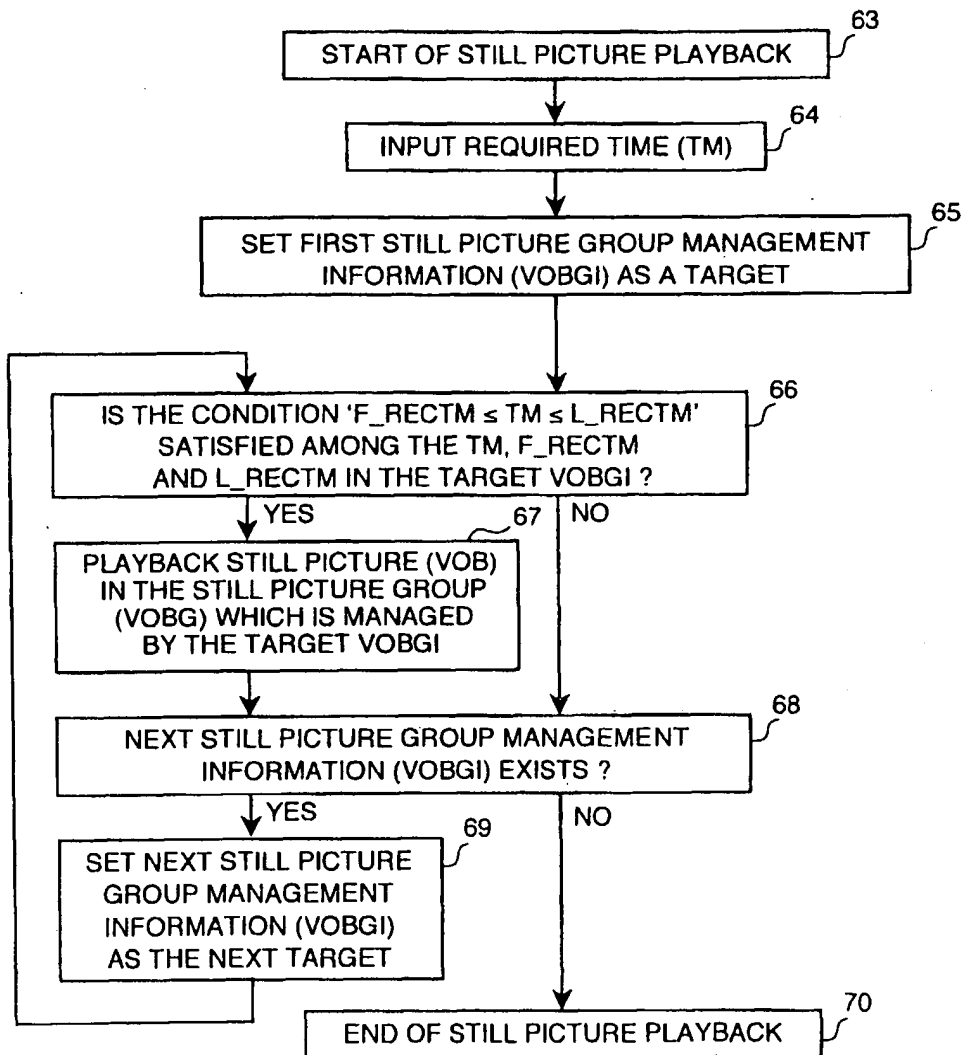 63
START OF STILL PICTURE PLAYBACK
64
INPUT REQUIRED TIME (TM)
65
SET FIRST STILL PICTURE GROUP MANAGEMENT
INFORMATION (VOBGI) AS A TARGET
66
IS THE CONDITION 'F_RECTM ≤ TM ≤ L_RECTM'
SATISFIED AMONG THE TM, F_RECTM
AND L_RECTM IN THE TARGET VOBGI ?
YES
67
NO
PLAYBACK STILL PICTURE (VOB)
IN THE STILL PICTURE GROUP
(VOBG) WHICH IS MANAGED
BY THE TARGET VOBGI
68
NEXT STILL PICTURE GROUP MANAGEMENT
INFORMATION (VOBGI) EXISTS ?
YES
NO
69
SET NEXT STILL PICTURE
GROUP MANAGEMENT
INFORMATION (VOBGI)
AS THE NEXT TARGET
70
END OF STILL PICTURE PLAYBACK